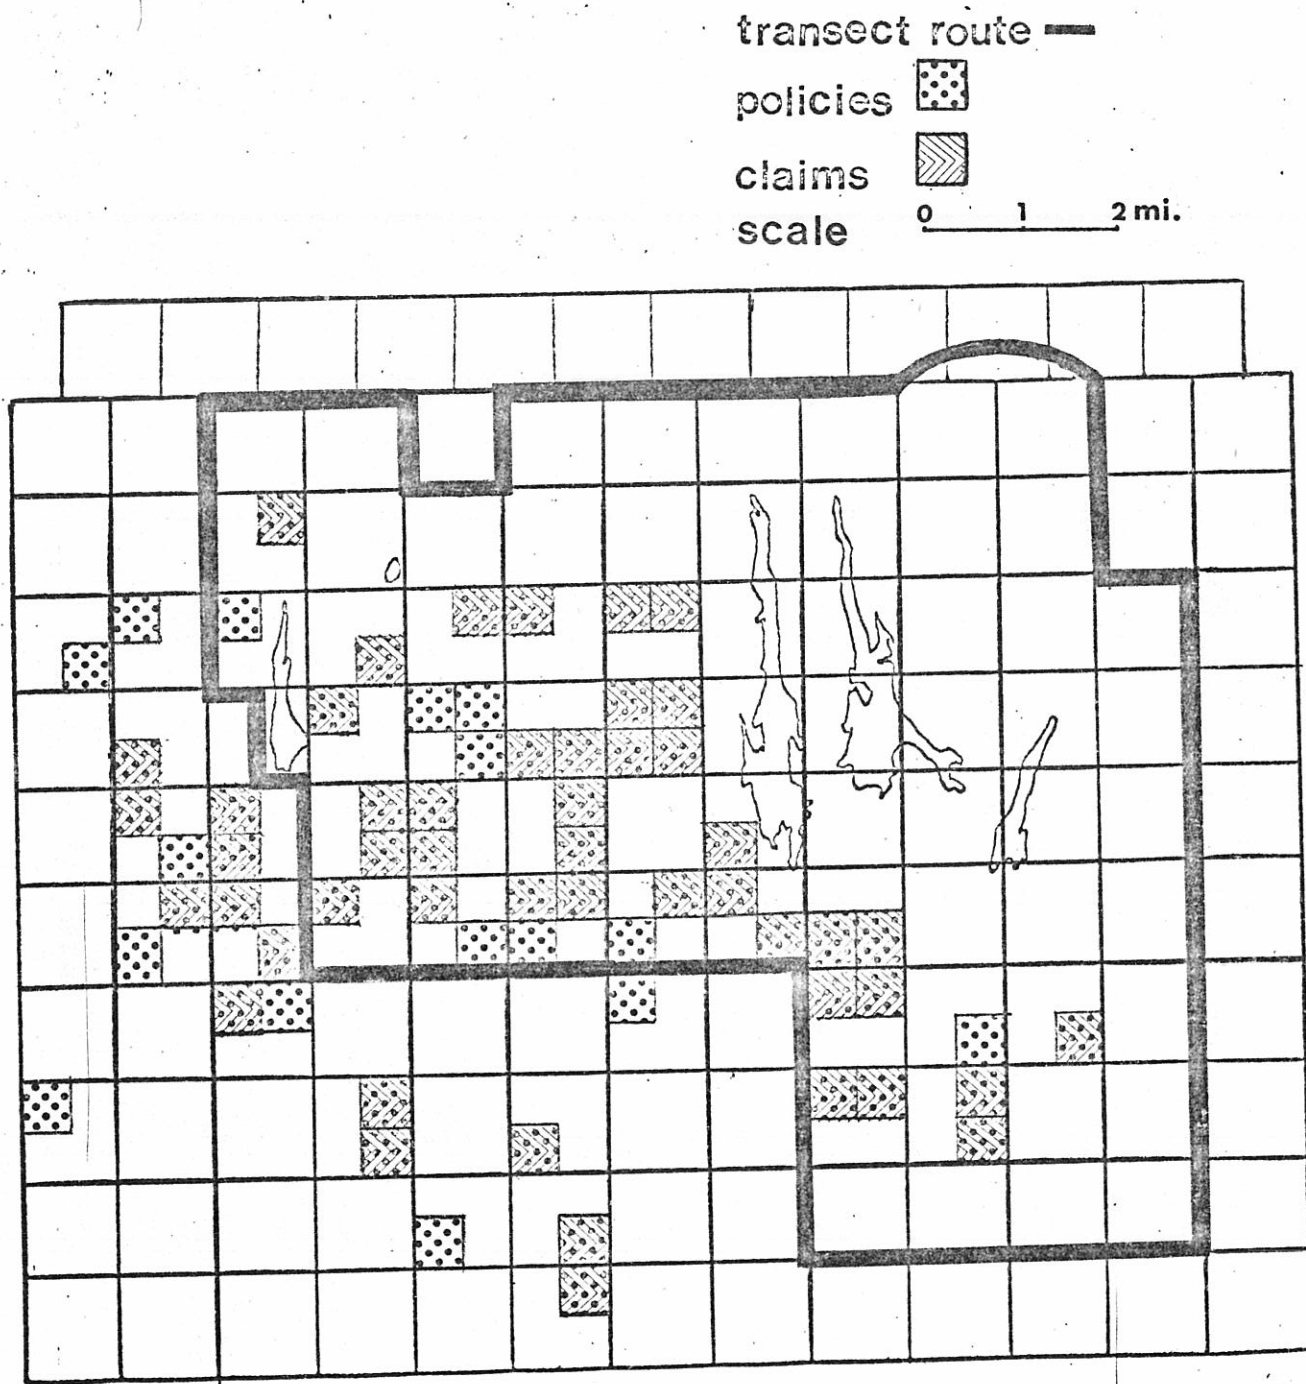 transect route
policies
claims
scale 0 1 2 mi.